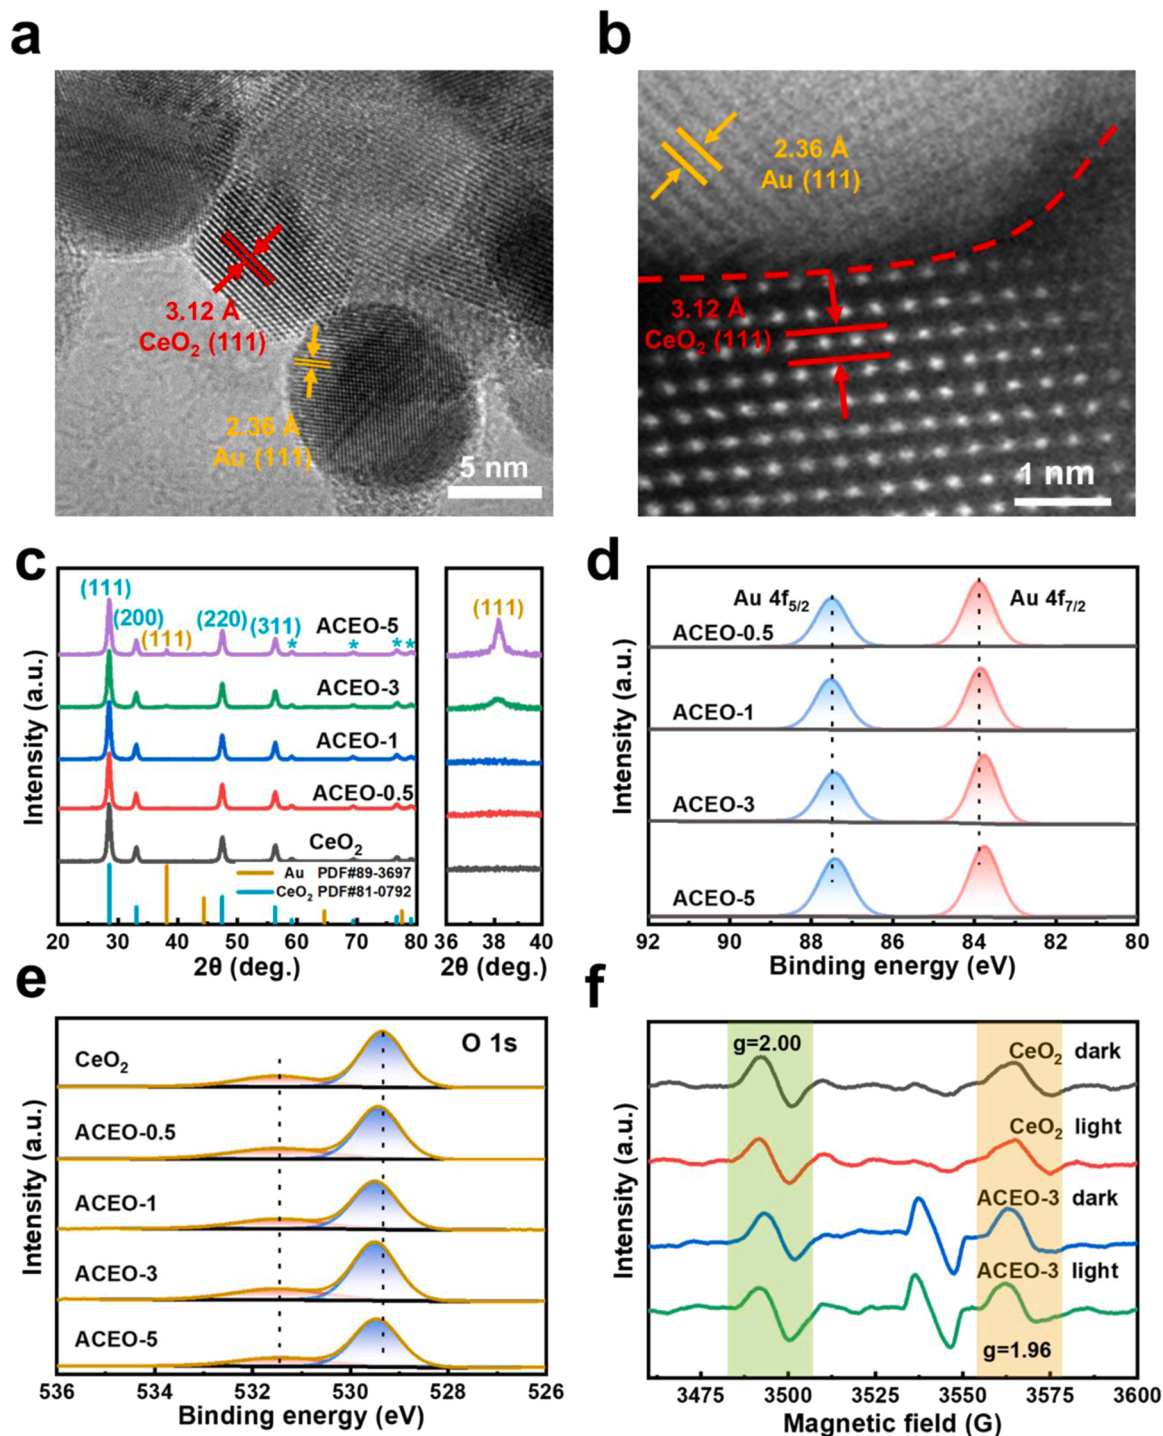 a
3.12 Å
CeO2 (111)
2.36 Å
Au (111)
5 nm
b
2.36 Å
Au (111)
3.12 Å
CeO2 (111)
1 nm
c
Intensity (a.u.)
(111)
(200)
(111)
(220)
(311)
* * * *
ACEO-5
ACEO-3
ACEO-1
ACEO-0.5
CeO2
Au PDF#89-3697
CeO2 PDF#81-0792
20 30 40 50 60 70 80
2θ (deg.)
(111)
36 38 40
2θ (deg.)
d
Intensity (a.u.)
Au 4f5/2
Au 4f7/2
ACEO-0.5
ACEO-1
ACEO-3
ACEO-5
92 90 88 86 84 82 80
Binding energy (eV)
e
Intensity (a.u.)
O 1s
CeO2
ACEO-0.5
ACEO-1
ACEO-3
ACEO-5
536 534 532 530 528 526
Binding energy (eV)
f
Intensity (a.u.)
g=2.00
CeO2 dark
CeO2 light
ACEO-3 dark
ACEO-3 light
g=1.96
3475 3500 3525 3550 3575 3600
Magnetic field (G)